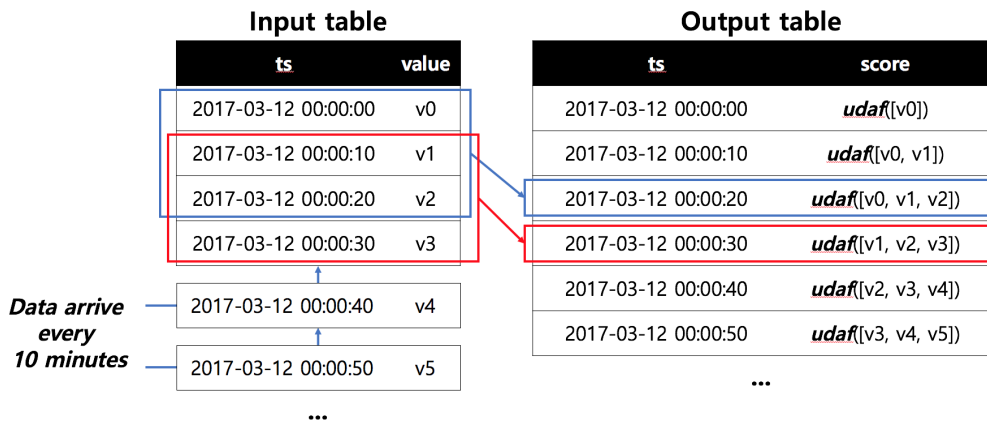 Input table
ts value
2017-03-12 00:00:00 v0
2017-03-12 00:00:10 v1
2017-03-12 00:00:20 v2
2017-03-12 00:00:30 v3
2017-03-12 00:00:40 v4
2017-03-12 00:00:50 v5
...
Data arrive
every
10 minutes
Output table
ts score
2017-03-12 00:00:00 udaf([v0])
2017-03-12 00:00:10 udaf([v0, v1])
2017-03-12 00:00:20 udaf([v0, v1, v2])
2017-03-12 00:00:30 udaf([v1, v2, v3])
2017-03-12 00:00:40 udaf([v2, v3, v4])
2017-03-12 00:00:50 udaf([v3, v4, v5])
...